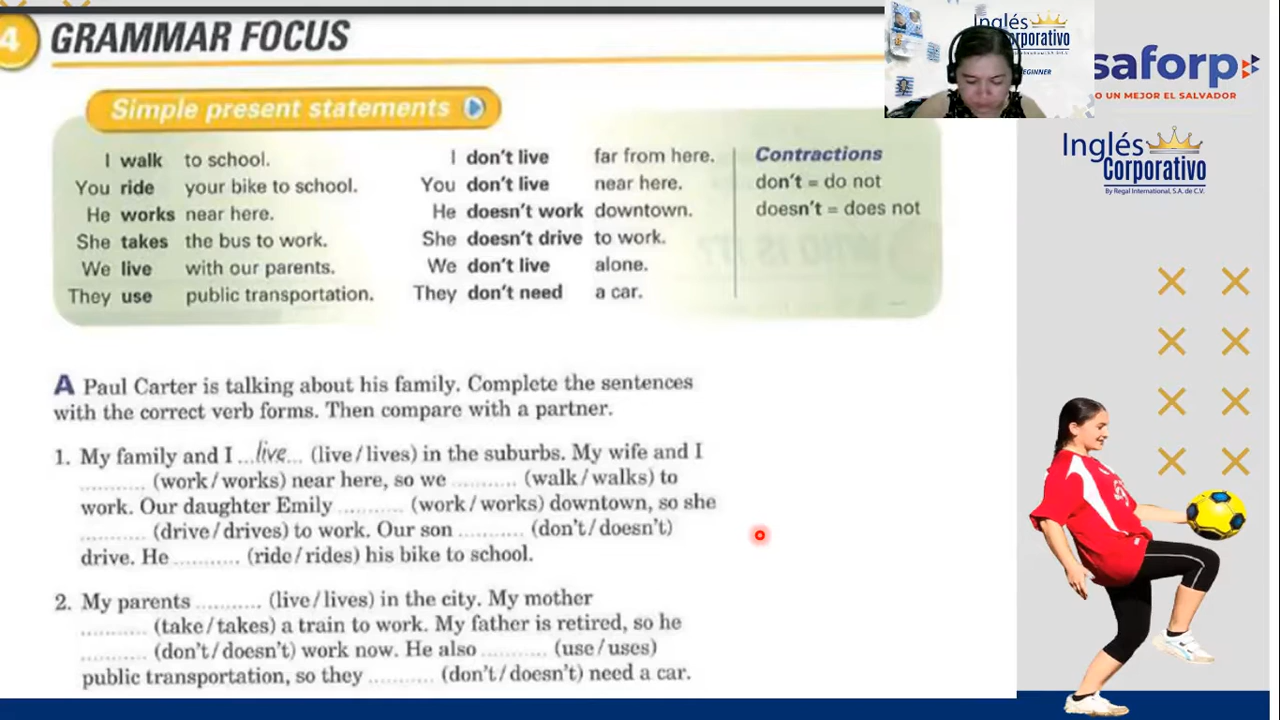 4 GRAMMAR FOCUS
Simple present statements
I walk to school.
You ride your bike to school.
He works near here.
She takes the bus to work.
We live with our parents.
They use public transportation.
I don't live far from here.
You don't live near here.
He doesn't work downtown.
She doesn't drive to work.
We don't live alone.
They don't need a car.
Contractions
don't = do not
doesn't = does not
WHO IS IT?
A Paul Carter is talking about his family. Complete the sentences
with the correct verb forms. Then compare with a partner.
1. My family and I ...live... (live/lives) in the suburbs. My wife and I
.......... (work/works) near here, so we .......... (walk/walks) to
work. Our daughter Emily .......... (work/works) downtown, so she
.......... (drive/drives) to work. Our son .......... (don't/doesn't)
drive. He .......... (ride/rides) his bike to school.
2. My parents .......... (live/lives) in the city. My mother
.......... (take/takes) a train to work. My father is retired, so he
.......... (don't/doesn't) work now. He also .......... (use/uses)
public transportation, so they .......... (don't/doesn't) need a car.
Inglés
orporativo
EGINNER
saforp
O UN MEJOR EL SALVADOR
Inglés
Corporativo
By Regal International, S.A. de C.V.